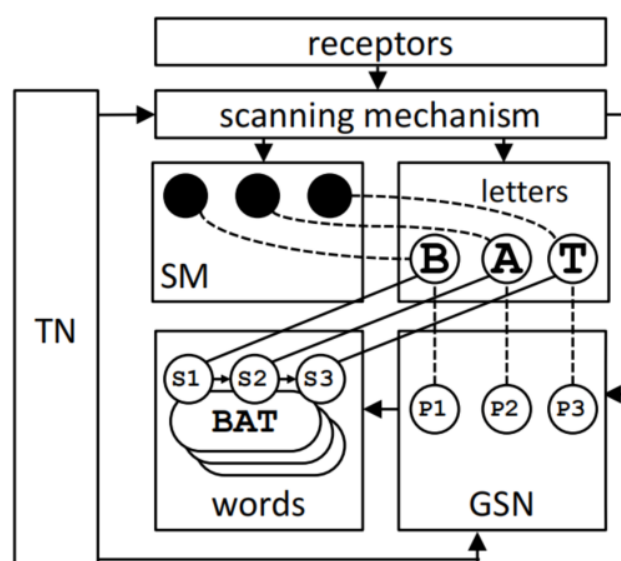 receptors
scanning mechanism
letters
B A T
SM
TN
S1 S2 S3
P1 P2 P3
BAT
words
GSN